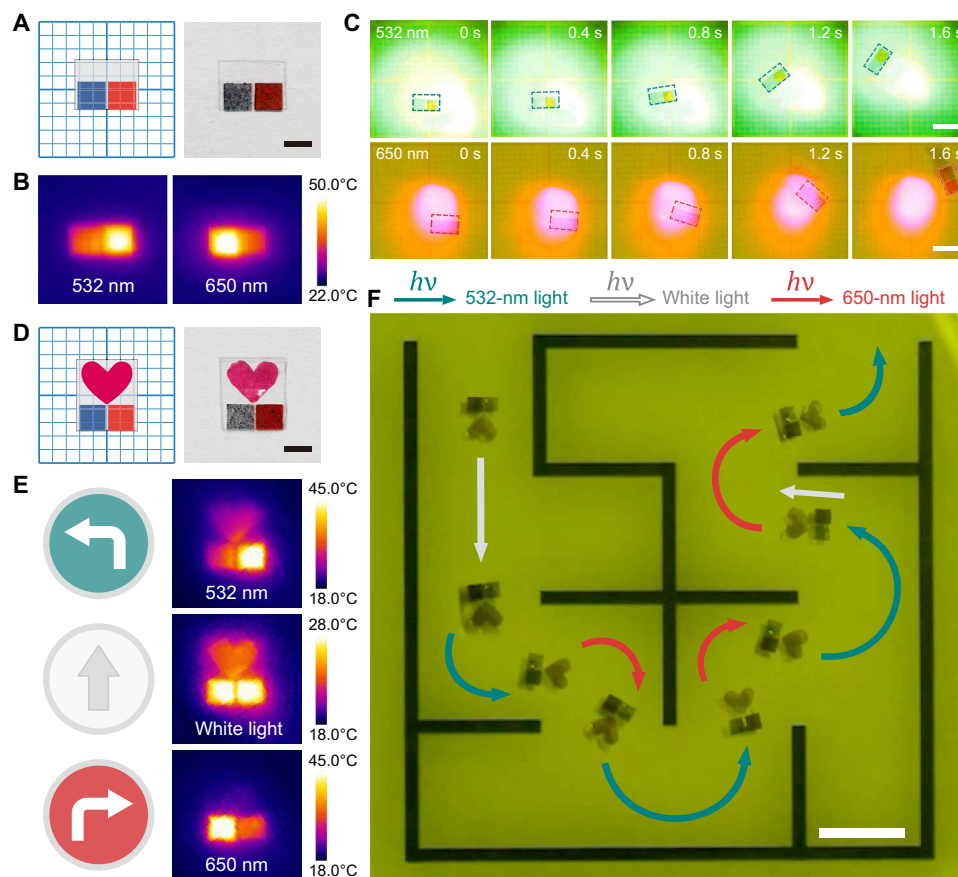 A
C
532 nm 0 s
0.4 s
0.8 s
1.2 s
1.6 s
650 nm 0 s
0.4 s
0.8 s
1.2 s
1.6 s
B
532 nm
650 nm
50.0°C
22.0°C
hν
532-nm light
hν
White light
hν
650-nm light
D
F
E
532 nm
45.0°C
18.0°C
White light
28.0°C
18.0°C
650 nm
45.0°C
18.0°C